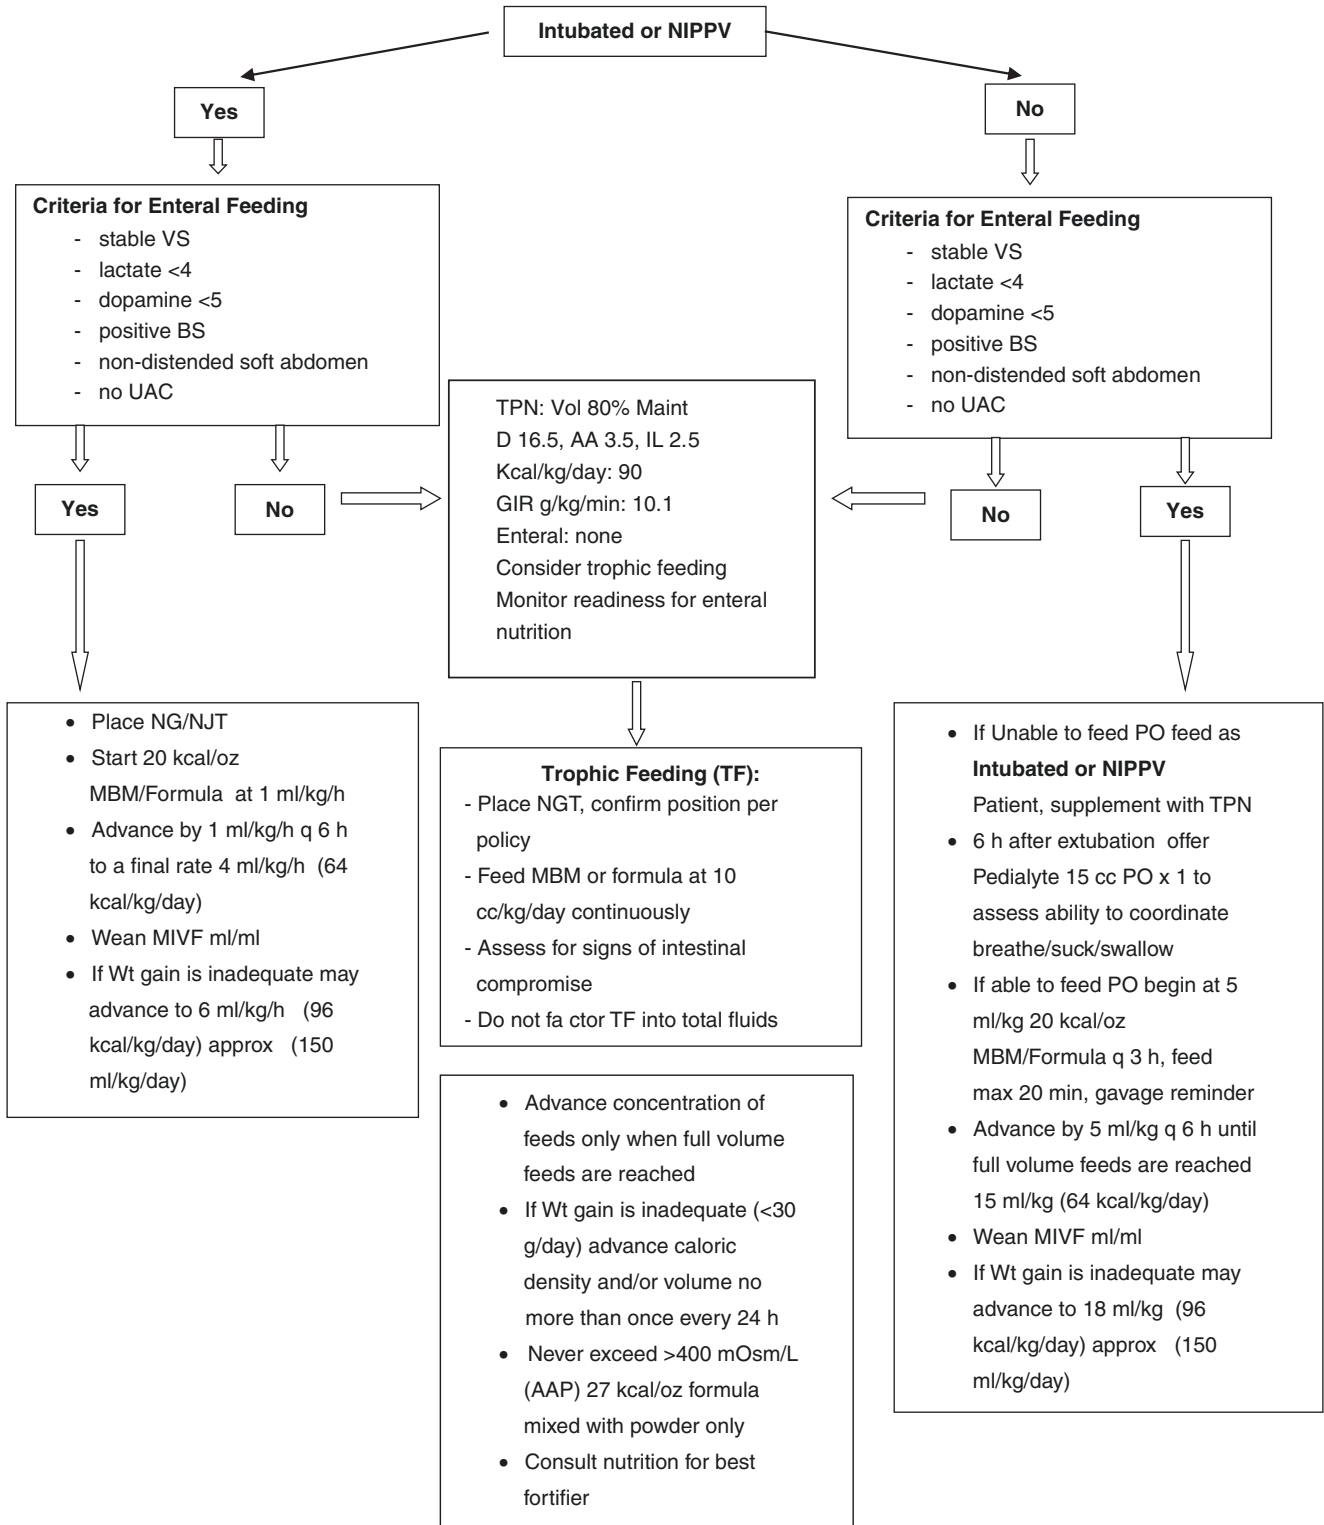 Intubated or NIPPV
Yes
No
Criteria for Enteral Feeding
- stable VS
- lactate <4
- dopamine <5
- positive BS
- non-distended soft abdomen
- no UAC
Criteria for Enteral Feeding
- stable VS
- lactate <4
- dopamine <5
- positive BS
- non-distended soft abdomen
- no UAC
Yes
No
TPN: Vol 80% Maint
D 16.5, AA 3.5, IL 2.5
Kcal/kg/day: 90
GIR g/kg/min: 10.1
Enteral: none
Consider trophic feeding
Monitor readiness for enteral
nutrition
No
Yes
• Place NG/NJT
• Start 20 kcal/oz
MBM/Formula at 1 ml/kg/h
• Advance by 1 ml/kg/h q 6 h
to a final rate 4 ml/kg/h (64
kcal/kg/day)
• Wean MIVF ml/ml
• If Wt gain is inadequate may
advance to 6 ml/kg/h (96
kcal/kg/day) approx (150
ml/kg/day)
Trophic Feeding (TF):
- Place NGT, confirm position per
policy
- Feed MBM or formula at 10
cc/kg/day continuously
- Assess for signs of intestinal
compromise
- Do not fa ctor TF into total fluids
• Advance concentration of
feeds only when full volume
feeds are reached
• If Wt gain is inadequate (<30
g/day) advance caloric
density and/or volume no
more than once every 24 h
• Never exceed >400 mOsm/L
(AAP) 27 kcal/oz formula
mixed with powder only
• Consult nutrition for best
fortifier
• If Unable to feed PO feed as
Intubated or NIPPV
Patient, supplement with TPN
• 6 h after extubation offer
Pedialyte 15 cc PO x 1 to
assess ability to coordinate
breathe/suck/swallow
• If able to feed PO begin at 5
ml/kg 20 kcal/oz
MBM/Formula q 3 h, feed
max 20 min, gavage reminder
• Advance by 5 ml/kg q 6 h until
full volume feeds are reached
15 ml/kg (64 kcal/kg/day)
• Wean MIVF ml/ml
• If Wt gain is inadequate may
advance to 18 ml/kg (96
kcal/kg/day) approx (150
ml/kg/day)